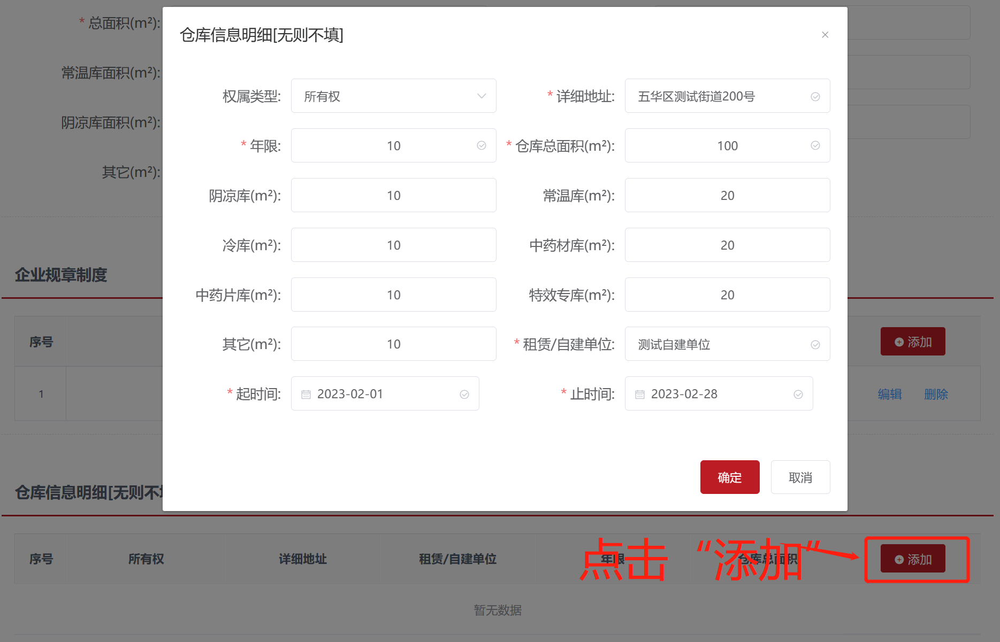 * 总面积(m²):
常温库面积(m²):
阴凉库面积(m²):
其它(m²):
仓库信息明细[无则不填]
权属类型: 所有权 * 详细地址: 五华区测试街道200号
* 年限: 10 * 仓库总面积(m²): 100
阴凉库(m²): 10 常温库(m²): 20
冷库(m²): 10 中药材库(m²): 20
中药片库(m²): 10 特效专库(m²): 20
其它(m²): 10 * 租赁/自建单位: 测试自建单位
* 起时间: 2023-02-01 * 止时间: 2023-02-28
确定 取消
企业规章制度
序号 添加
1 编辑 删除
仓库信息明细[无则不
序号 所有权 详细地址 租赁/自建单位 年限 仓库总面积 添加
点击“添加”
暂无数据